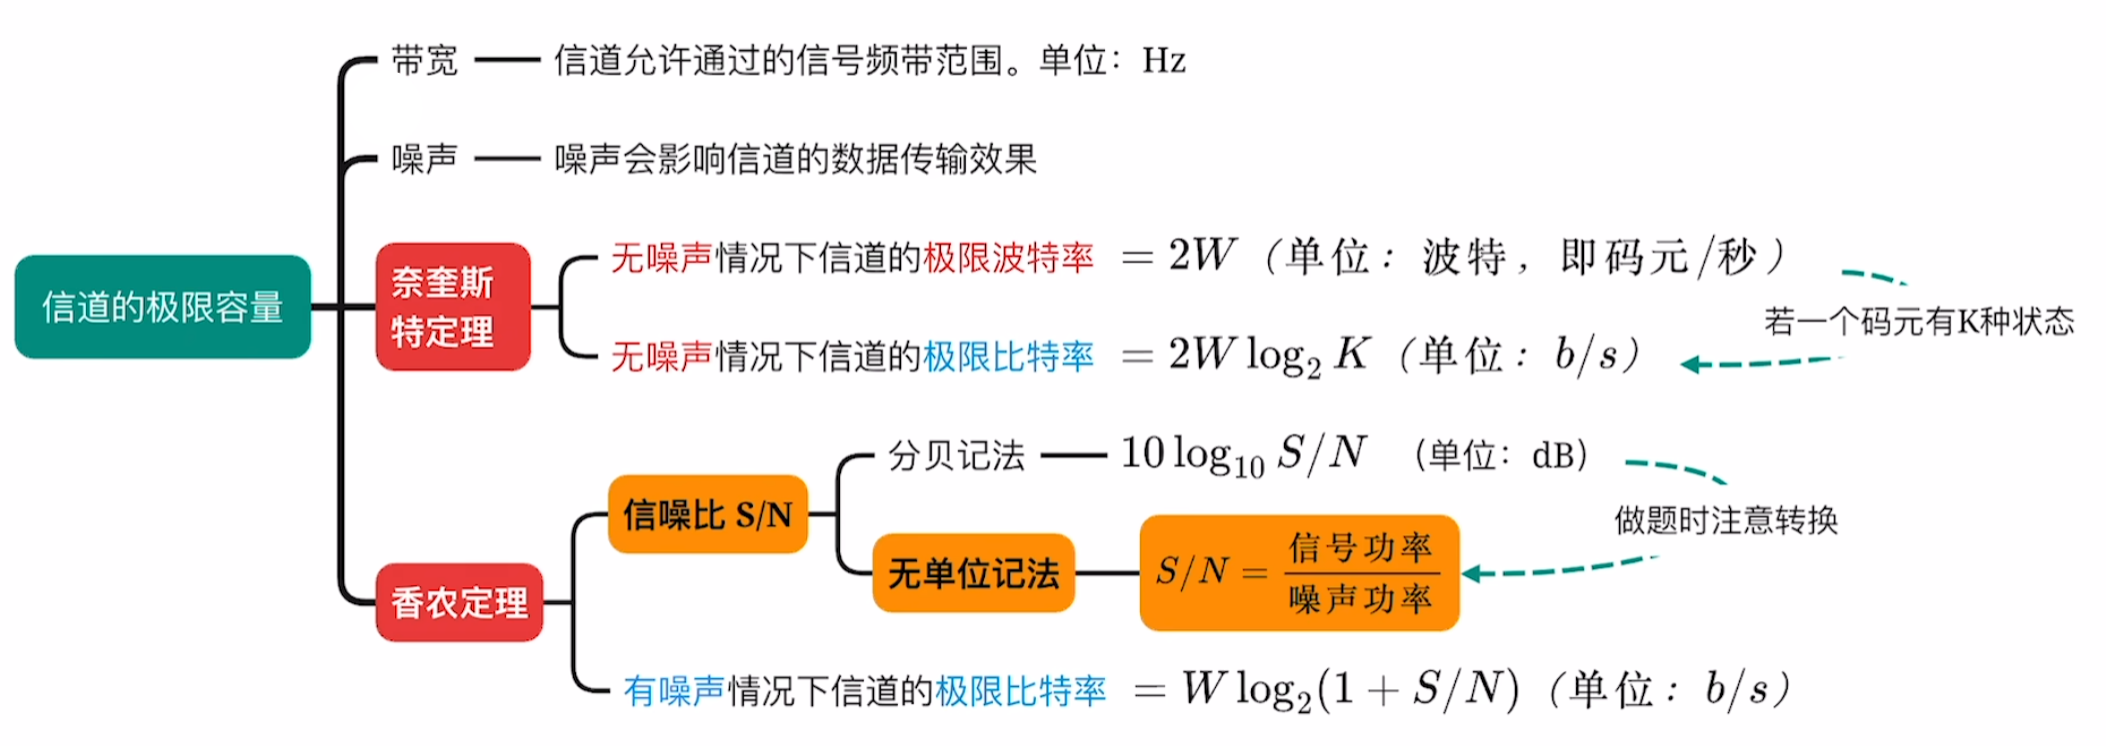 带宽 信道允许通过的信号频带范围。单位：Hz
噪声 噪声会影响信道的数据传输效果
信道的极限容量
奈奎斯
特定理
无噪声情况下信道的极限波特率 = 2W（单位：波特，即码元/秒）
若一个码元有K种状态
无噪声情况下信道的极限比特率 = 2W log₂ K（单位：b/s）
香农定理
信噪比 S/N
分贝记法 10 log₁₀ S/N （单位：dB）
做题时注意转换
无单位记法 S/N = 信号功率/噪声功率
有噪声情况下信道的极限比特率 = W log₂(1 + S/N)（单位：b/s）